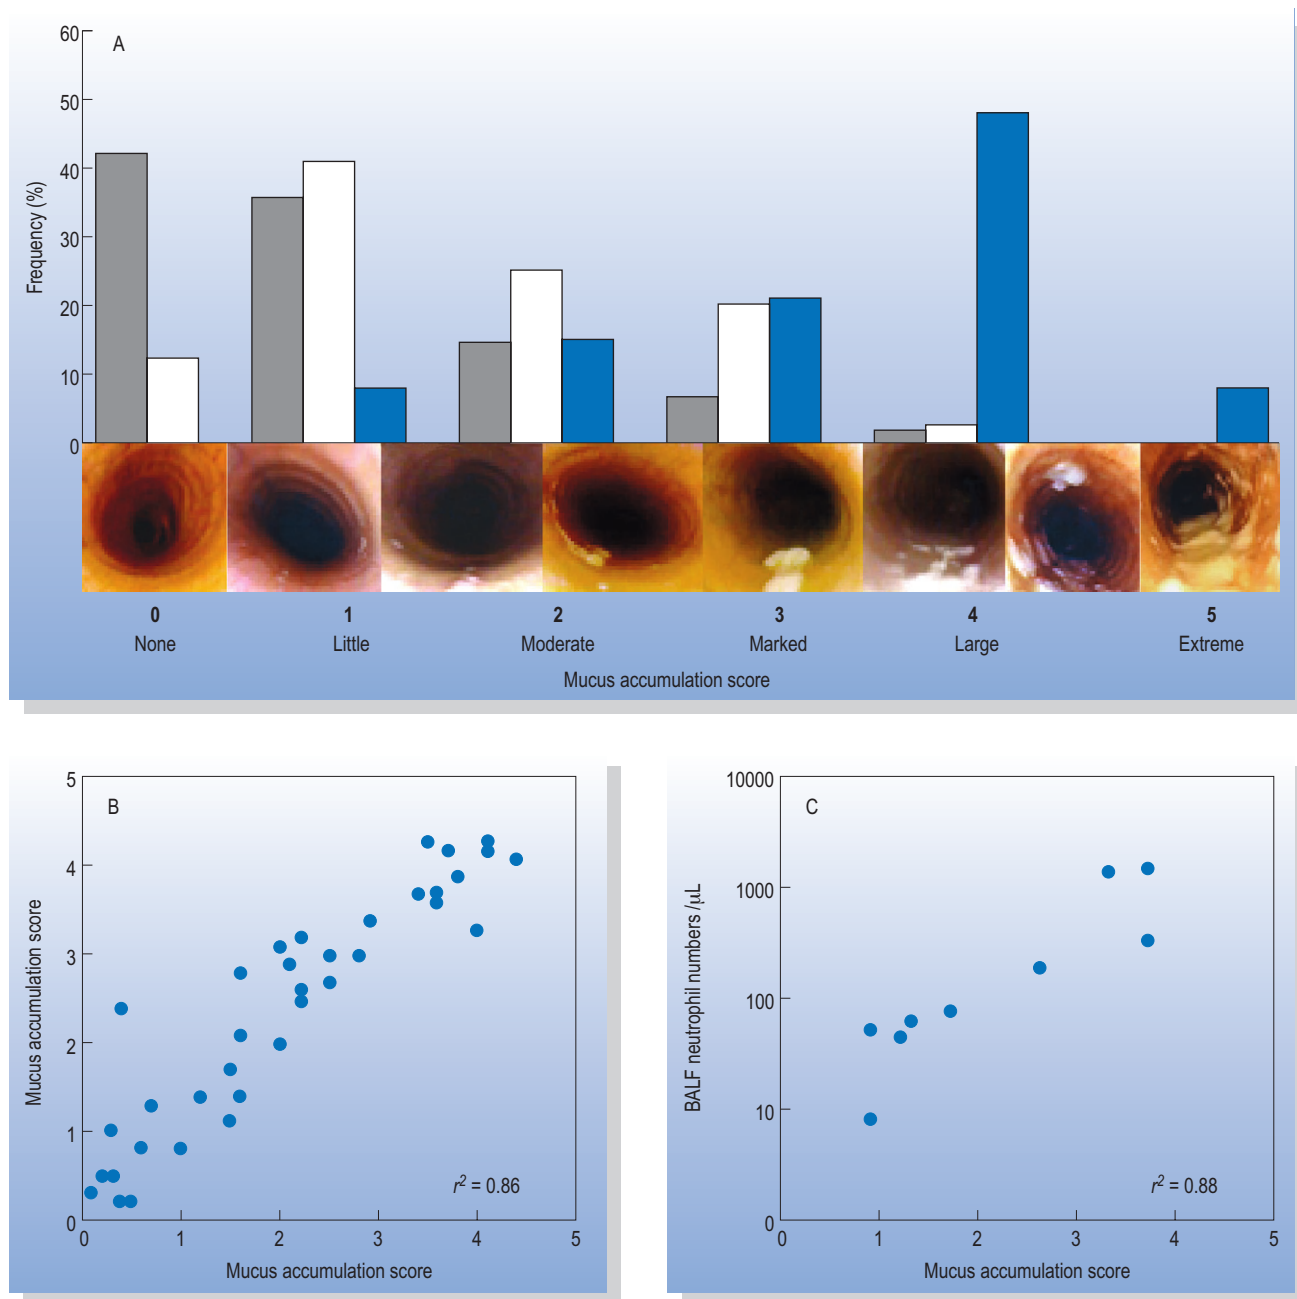 A
60
50
40
30
20
10
0
Frequency (%)
0 1 2 3 4 5
None Little Moderate Marked Large Extreme
Mucus accumulation score
B
5
4
3
2
1
0
Mucus accumulation score
r² = 0.86
0 1 2 3 4 5
Mucus accumulation score
C
10000
1000
100
10
0
BALF neutrophil numbers /μL
r² = 0.88
0 1 2 3 4 5
Mucus accumulation score